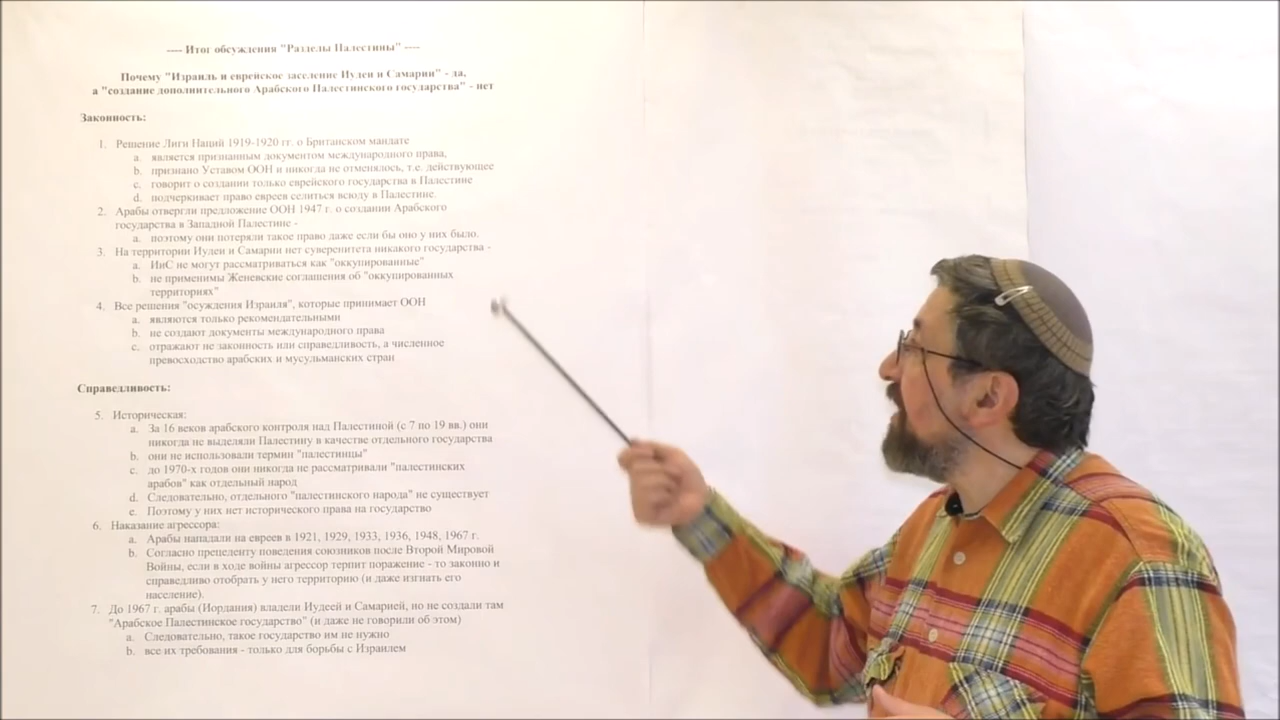 ---- Итог обсуждения "Разделы Палестины" ----
Почему "Израиль и еврейское заселение Иудеи и Самарии" - да,
а "создание дополнительного Арабского Палестинского государства" - нет
Законность:
1. Решение Лиги Наций 1919-1920 гг. о Британском мандате
a. является признанным документом международного права,
b. признано Уставом ООН и никогда не отменялось, т.е. действующее
c. говорит о создании только еврейского государства в Палестине
d. подчеркивает право евреев селиться всюду в Палестине.
2. Арабы отвергли предложение ООН 1947 г. о создании Арабского
государства в Западной Палестине -
a. поэтому они потеряли такое право даже если бы оно у них было.
3. На территории Иудеи и Самарии нет суверенитета никакого государства -
a. ИиС не могут рассматриваться как "оккупированные"
b. не применимы Женевские соглашения об "оккупированных
территориях"
4. Все решения "осуждения Израиля", которые принимает ООН
a. являются только рекомендательными
b. не создают документы международного права
c. отражают не законность или справедливость, а численное
превосходство арабских и мусульманских стран
Справедливость:
5. Историческая:
a. За 16 веков арабского контроля над Палестиной (с 7 по 19 вв.) они
никогда не выделяли Палестину в качестве отдельного государства
b. они не использовали термин "палестинцы"
c. до 1970-х годов они никогда не рассматривали "палестинских
арабов" как отдельный народ
d. Следовательно, отдельного "палестинского народа" не существует
e. Поэтому у них нет исторического права на государство
6. Наказание агрессора:
a. Арабы нападали на евреев в 1921, 1929, 1933, 1936, 1948, 1967 г.
b. Согласно прецеденту поведения союзников после Второй Мировой
Войны, если в ходе войны агрессор терпит поражение - то законно и
справедливо отобрать у него территорию (и даже изгнать его
население).
7. До 1967 г. арабы (Иордания) владели Иудеей и Самарией, но не создали там
"Арабское Палестинское государство" (и даже не говорили об этом)
a. Следовательно, такое государство им не нужно
b. все их требования - только для борьбы с Израилем